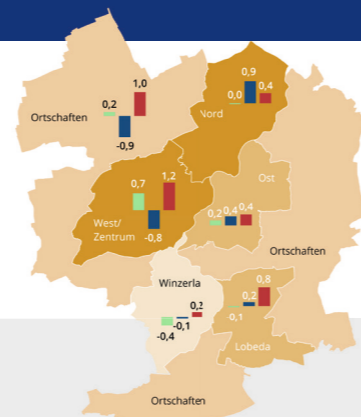 1,0
0,2
Ortschaften
-0,9
0,9
0,0
0,4
Nord
0,7
1,2
West/
Zentrum
-0,8
Ost
0,2
0,4
0,4
Ortschaften
Winzerla
0,2
-0,1
-0,4
0,8
0,2
-0,1
Lobeda
Ortschaften